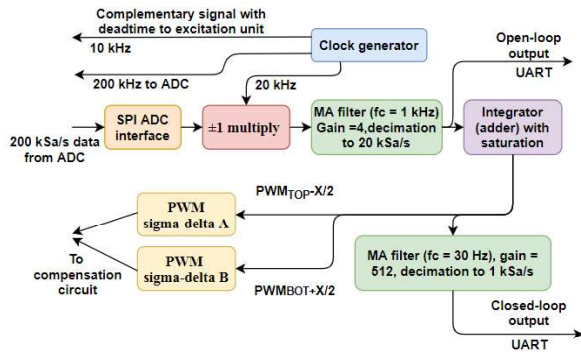 Complementary signal with
deadtime to excitation unit
10 kHz
Clock generator
200 kHz to ADC
20 kHz
Open-loop
output
UART
SPI ADC
interface
±1 multiply
MA filter (fc = 1 kHz)
Gain =4,decimation
to 20 kSa/s
Integrator
(adder) with
saturation
200 kSa/s data
from ADC
PWM
sigma-delta A
PWMTOP-X/2
To
compensation
circuit
PWM
sigma-delta B
PWMBOT+X/2
MA filter (fc = 30 Hz), gain =
512, decimation to 1 kSa/s
Closed-loop
output
UART